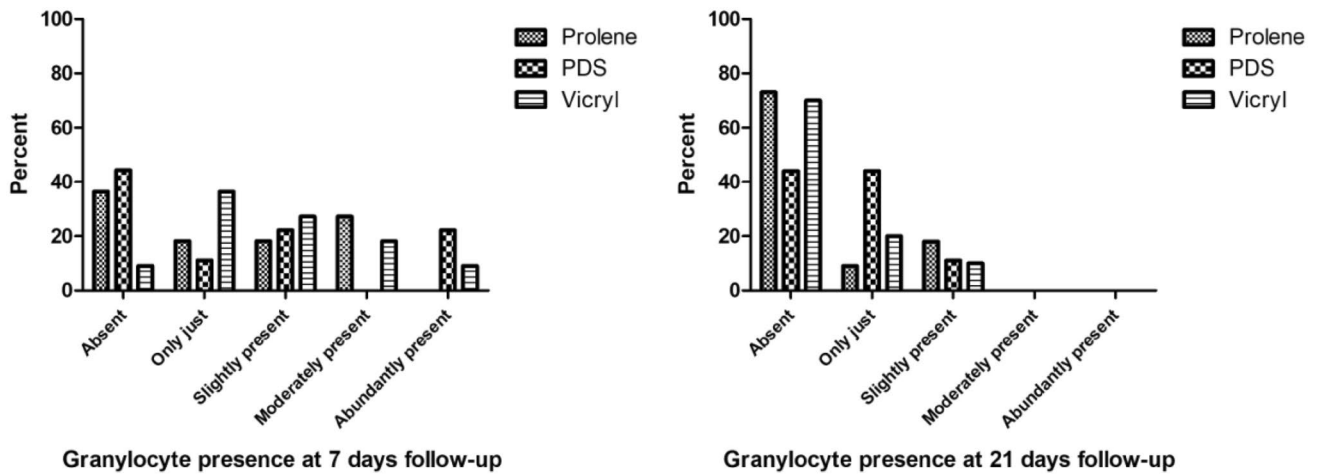 100
80
60
40
20
0
Percent
Prolene
PDS
Vicryl
Absent
Only just
Slightly present
Moderately present
Abundantly present
Granylocyte presence at 7 days follow-up
100
80
60
40
20
0
Percent
Prolene
PDS
Vicryl
Absent
Only just
Slightly present
Moderately present
Abundantly present
Granylocyte presence at 21 days follow-up